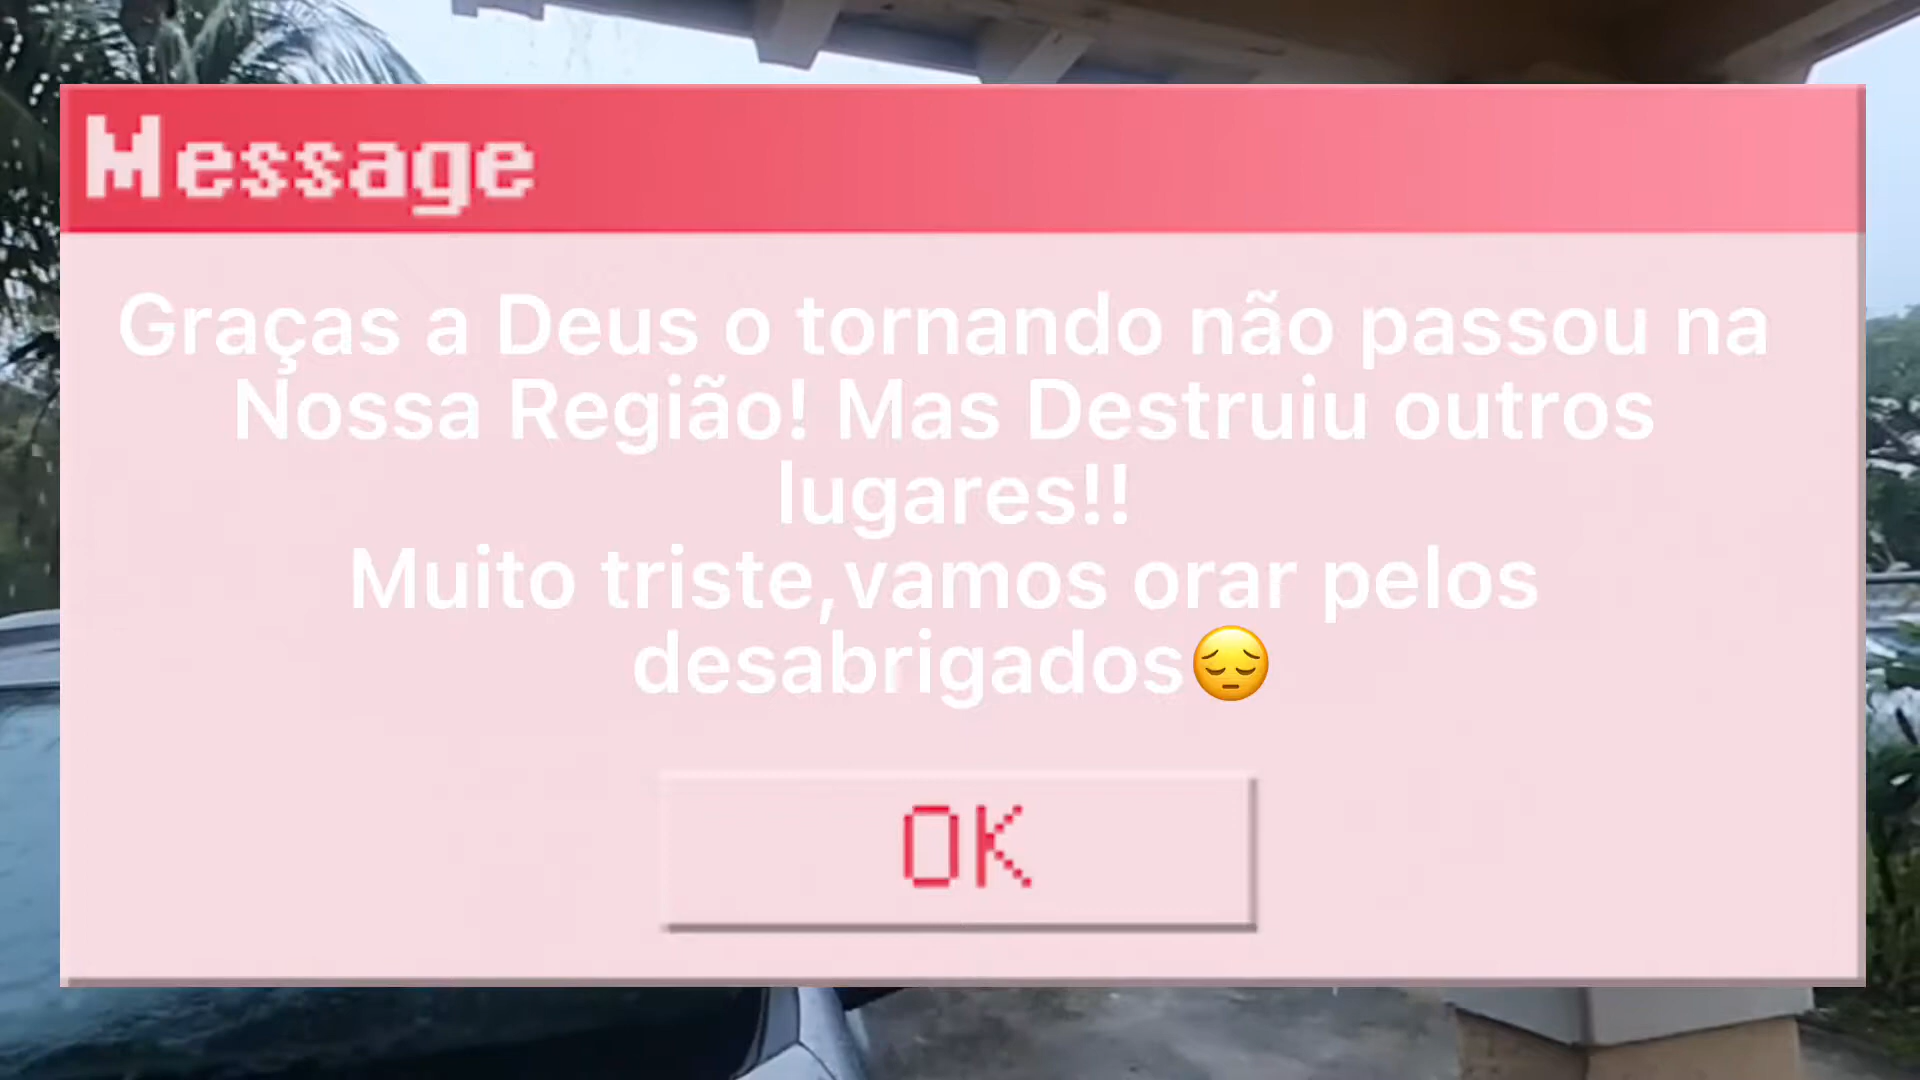 Message
Graças a Deus o tornando não passou na
Nossa Região! Mas Destruiu outros
lugares!!
Muito triste,vamos orar pelos
desabrigados😔
OK